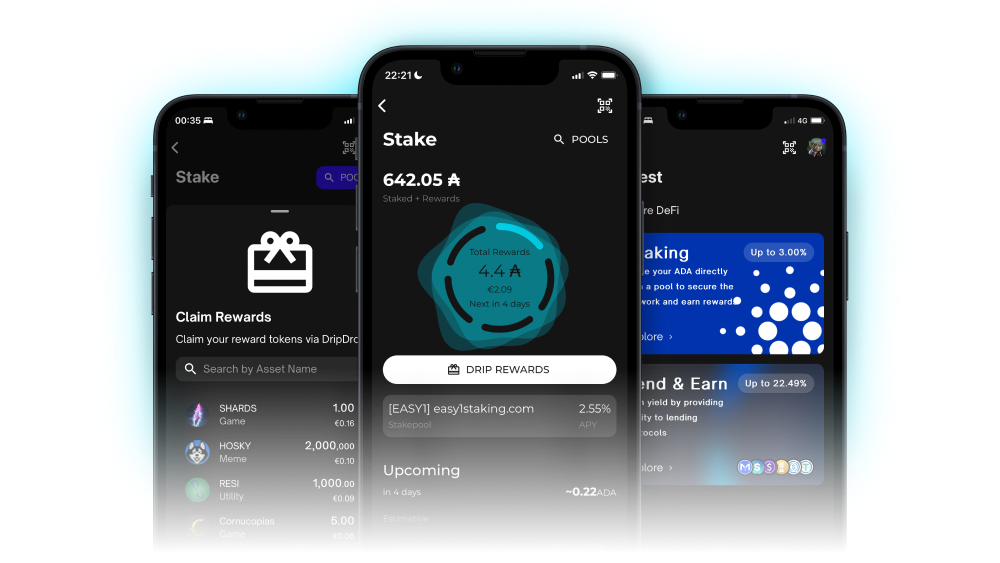 00:35
Stake
POO
Claim Rewards
Claim your reward tokens via DripDro
Search by Asset Name
SHARDS
1.00
Game
€0.16
HOSKY
2,000,000
Meme
€0.10
RESI
1,000.00
Utility
€0.09
Cornucopias
5.00
Game
€0.06
22:21
Stake
POOLS
642.05 ₳
Staked + Rewards
Total Rewards
4.4 ₳
€2.09
Next in 4 days
DRIP REWARDS
[EASY1] easy1staking.com
2.55%
Stakepool
APY
Upcoming
in 4 days
~0.22ADA
4G
est
re DeFi
aking
Up to 3.00%
e your ADA directly
a pool to secure the
work and earn rewards
lore ›
end & Earn
Up to 22.49%
n yield by providing
ity to lending
ocols
lore ›